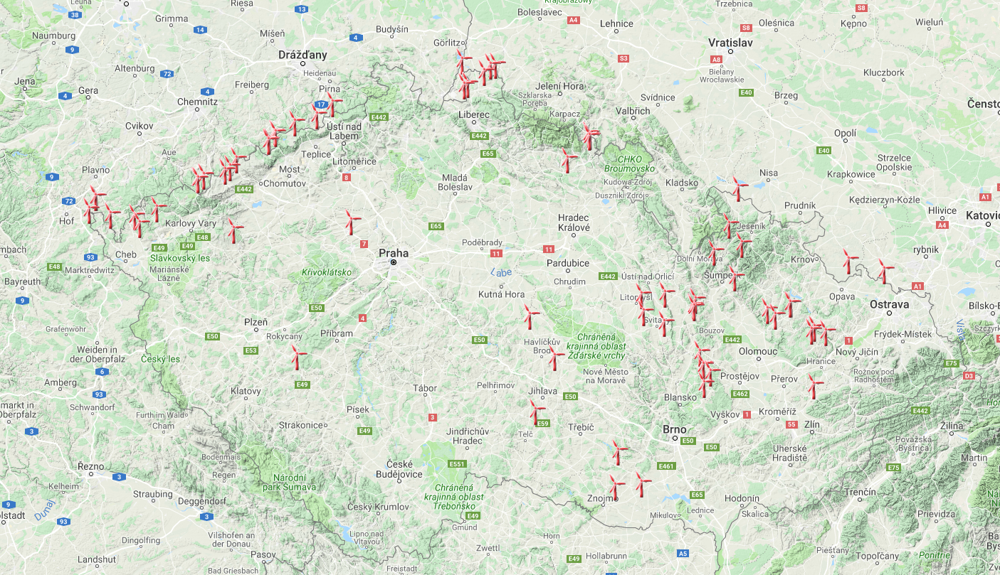 Leuna
Riesa
Boleslavec
Krajobrazowy
Trzebnica
S8
38
Grimma
13
Kępno
Wieluń
14
Míšeň
Budyšín
A4
Lehnice
S8
Oleśnica
Naumburg
4
Görlitz
Vratislav
9
Drážďany
S3
A8
Altenburg
72
Heidenau
Bielany
Wrocławskie
Kluczbork
Jena
Gera
4
Freiberg
Pirna
Jelení Hora
E40
Brzeg
4
Chemnitz
17
Szklarska
Poręba
Svídnice
Čensto
E442
Liberec
Karpacz
Valbřich
Cvikov
Ústí nad
Labem
E442
Opolí
Aue
Teplice
E65
E40
Litoměřice
CHKO
Broumovsko
Strzelce
Opolskie
Plavno
Most
8
Mladá
Boleslav
Nisa
Krapkowice
9
Chomutov
E442
Kudowa-Zdrój
Kladsko
72
Duszniki-Zdrój
Kędzierzyn-Koźle
A1
Hof
Karlovy Vary
Hradec
Králové
Prudník
Hlivice
Katovic
E65
A4
E48
Jeseník
E49
E49
7
Poděbrady
11
11
rybnik
mbach
93
Cheb
Slavkovský les
Praha
Dolní Morava
Krnov
E48
Marktredwitz
Mariánské
Lázně
Křivoklátsko
Labe
Pardubice
Bayreuth
E442
Ústí nad Orlicí
Chrudim
A1
9
Kutná Hora
Opava
E50
Ostrava
Bílsko-B
Plzeň
4
Grafenwöhr
E50
Rokycany
Příbram
Bouzov
Frýdek-Místek
E50
Havlíčkův
Brod
Chráněná
krajinná oblast
Žďárské vrchy
E442
1
Weiden in
der Oberpfalz
E53
Olomouc
Nový Jičín
Český les
Hranice
E75
6
Nové Město
na Moravě
Rožnov pod
Radhoštěm
D3
Amberg
E49
Prostějov
Přerov
93
Klatovy
Tábor
Pelhřimov
Jihlava
E50
Blansko
E462
Schwandorf
Písek
Vyškov
1
Kroměříž
E442
Furth im Wald
3
E59
55
Zlín
Žilina
3
Cham
Strakonice
E49
Telč
Třebíč
Brno
Jindřichův
Hradec
E50
E50
Považská
Bystrica
Bodenmais
Uherské
Hradiště
Martin
Řezno
3
Regen
České
Budějovice
E551
E461
E75
Kelheim
Národní
park Šumava
Straubing
Chráněná
krajinná oblast
Třeboňsko
Znojmo
E65
Hodonín
Trenčín
9
Dunaj
Deggendorf
Český Krumlov
Lednice
Skalica
93
3
E49
Mikulov
Prievidza
Gmünd
Vilshofen an
der Donau
Lipno nad
Vltavou
Horn
Dingolfing
Zwettl
A5
Piešťany
Topoľčany
Ponitrie
Landshut
Pasov
E49
Hollabrunn
Bad Griesbach
Freistadt